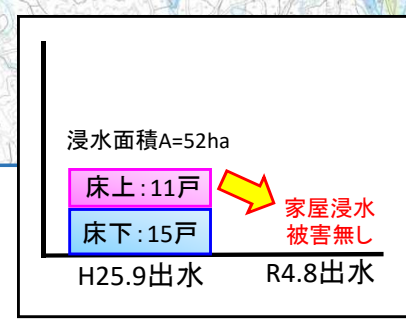 浸水面積A=52ha
床上：11戸
床下：15戸
家屋浸水
被害無し
H25.9出水
R4.8出水